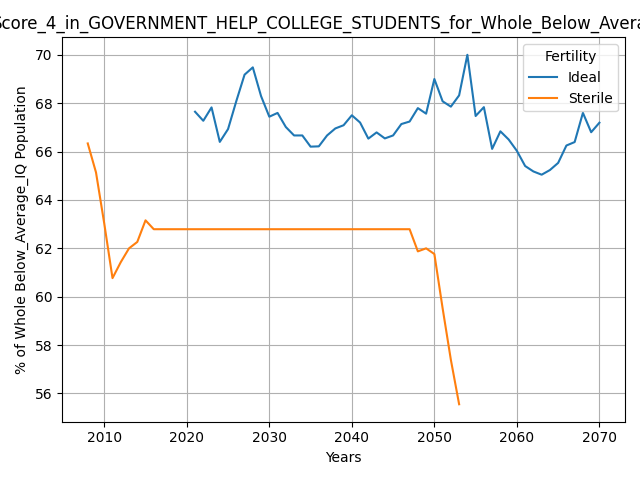 Score_4_in_GOVERNMENT_HELP_COLLEGE_STUDENTS_for_Whole_Below_Avera
Fertility
Ideal
Sterile
% of Whole Below_Average_IQ Population
70
68
66
64
62
60
58
56
2010 2020 2030 2040 2050 2060 2070
Years